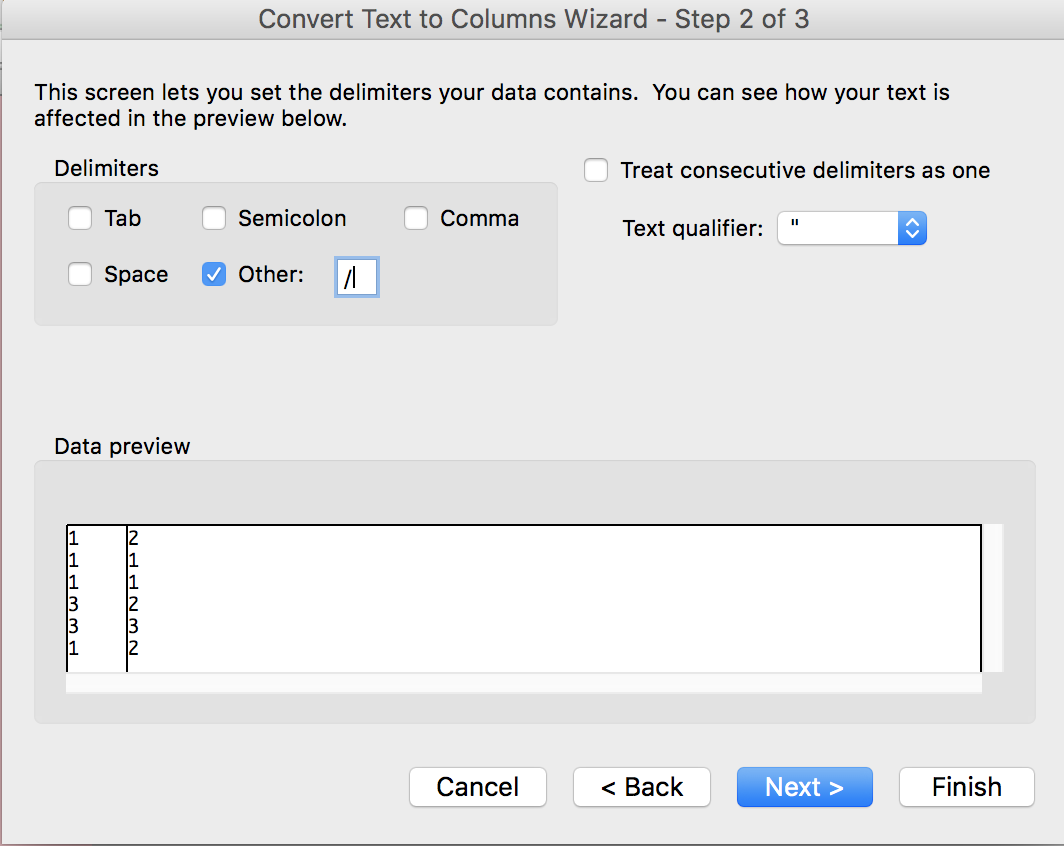 Convert Text to Columns Wizard - Step 2 of 3
This screen lets you set the delimiters your data contains.  You can see how your text is
affected in the preview below.
Delimiters
Treat consecutive delimiters as one
Tab Semicolon Comma
Text qualifier: "
Space Other: /
Data preview
1 2
1 1
1 1
3 2
3 3
1 2
Cancel < Back Next > Finish